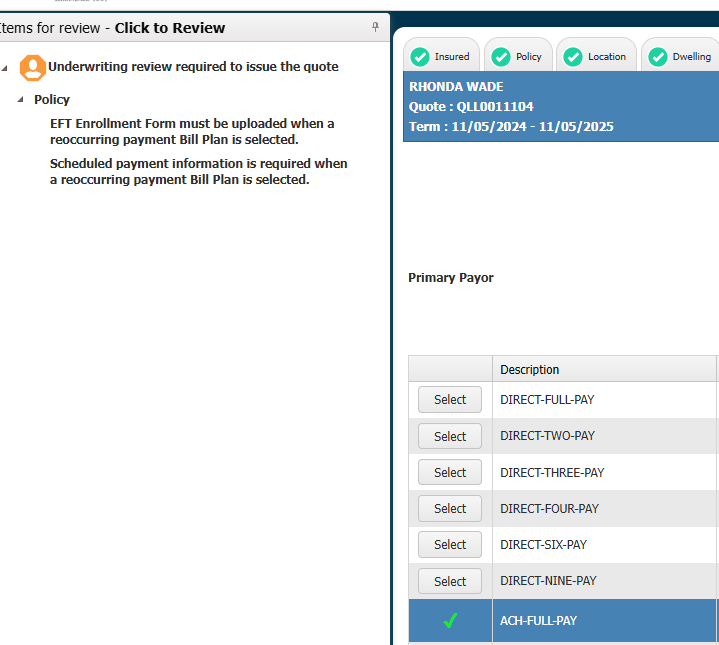 Items for review - Click to Review
Underwriting review required to issue the quote
Policy
EFT Enrollment Form must be uploaded when a
reoccurring payment Bill Plan is selected.
Scheduled payment information is required when
a reoccurring payment Bill Plan is selected.
Insured
Policy
Location
Dwelling
RHONDA WADE
Quote : QLL0011104
Term : 11/05/2024 - 11/05/2025
Primary Payor
Description
Select DIRECT-FULL-PAY
Select DIRECT-TWO-PAY
Select DIRECT-THREE-PAY
Select DIRECT-FOUR-PAY
Select DIRECT-SIX-PAY
Select DIRECT-NINE-PAY
ACH-FULL-PAY